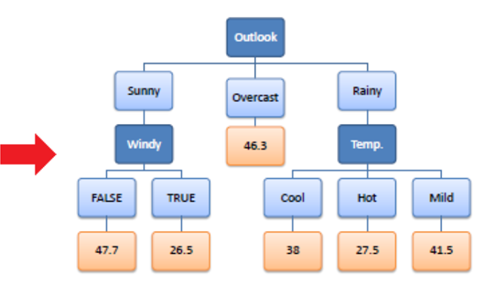 Outlook
Sunny
Overcast
Rainy
Windy
46.3
Temp.
FALSE
TRUE
Cool
Hot
Mild
47.7
26.5
38
27.5
41.5